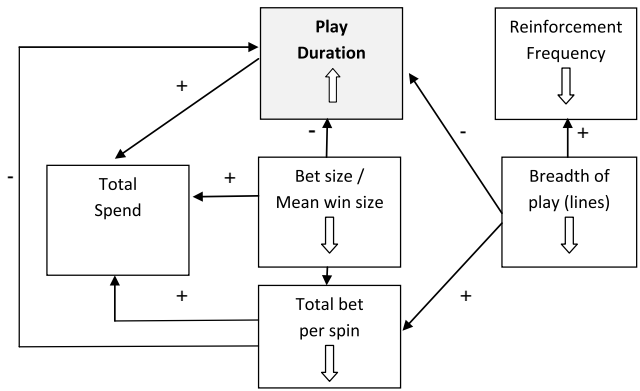 Play
Duration
Reinforcement
Frequency
+
-
-
+
-
Total
Spend
+
Bet size /
Mean win size
Breadth of
play (lines)
+
+
Total bet
per spin